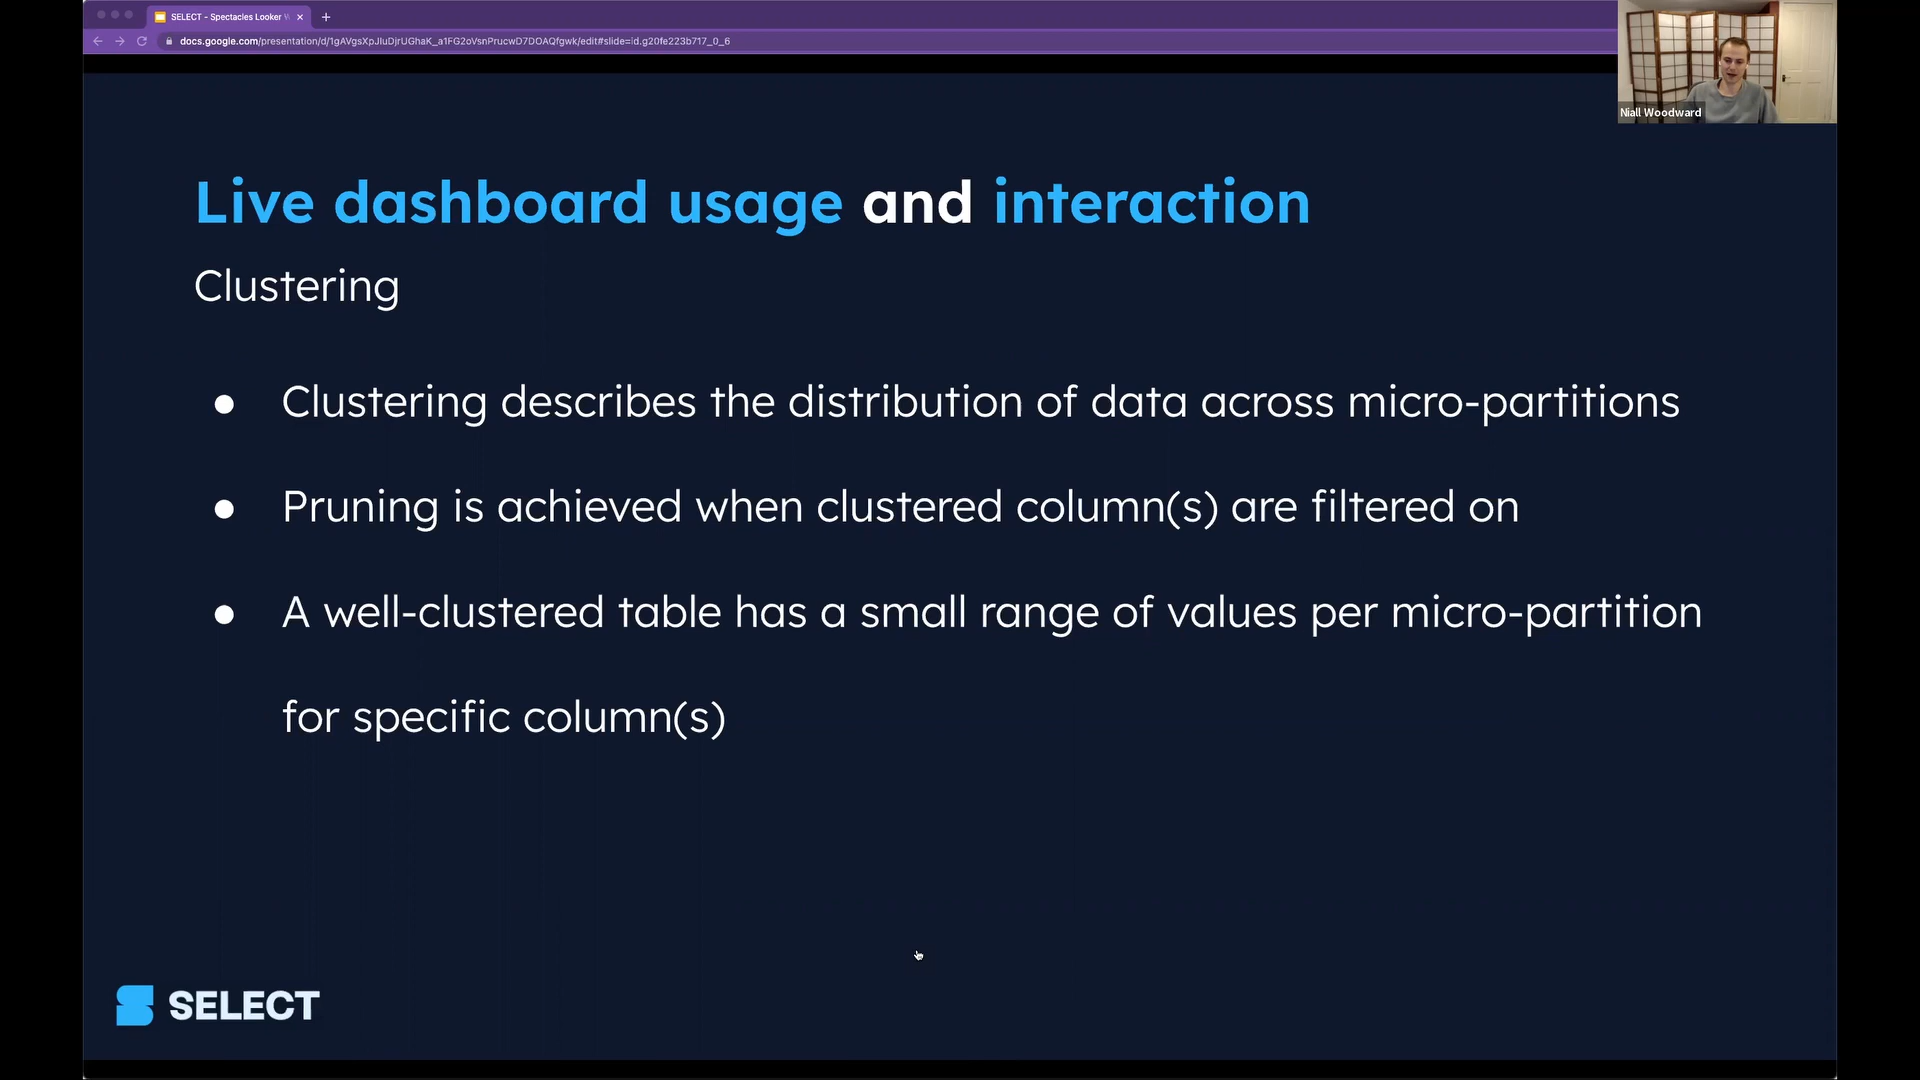 SELECT - Spectacles Looker
docs.google.com/presentation/d/1gAVgsXpJIuDjrUGhaK_a1FG2oVsnPrucwD7DOAQfgwk/edit#slide=id.g20fe223b717_0_6
Niall Woodward
Live dashboard usage and interaction
Clustering
● Clustering describes the distribution of data across micro-partitions
● Pruning is achieved when clustered column(s) are filtered on
● A well-clustered table has a small range of values per micro-partition
for specific column(s)
SELECT